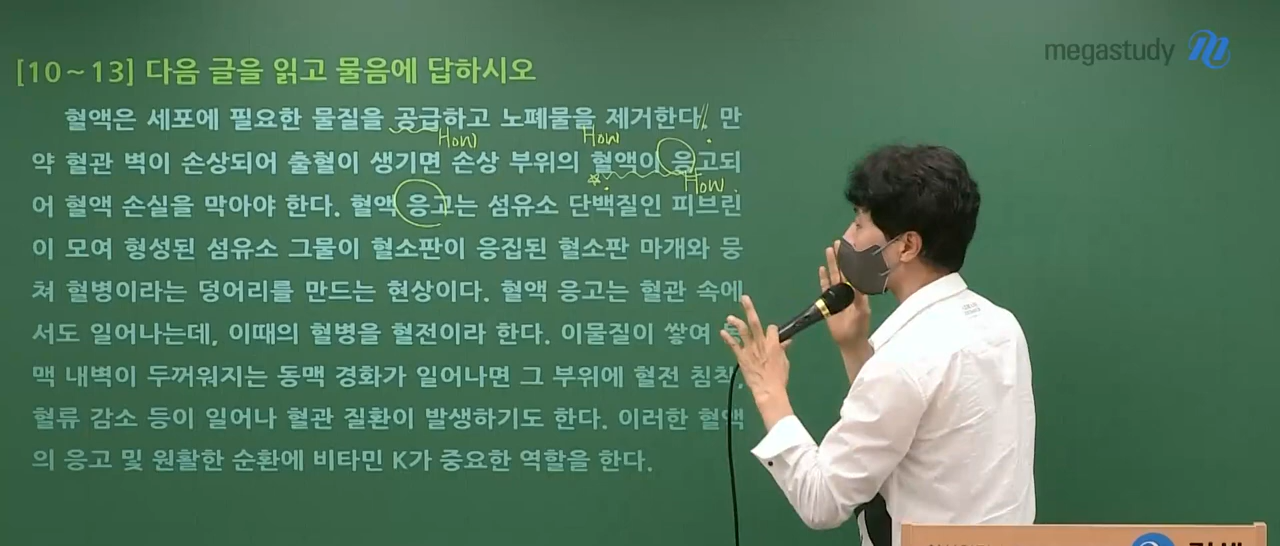 megastudy
[10~13] 다음 글을 읽고 물음에 답하시오
혈액은 세포에 필요한 물질을 공급하고 노폐물을 제거한다. 만
How How
약 혈관 벽이 손상되어 출혈이 생기면 손상 부위의 혈액이 응고되
How
어 혈액 손실을 막아야 한다. 혈액 응고는 섬유소 단백질인 피브린
이 모여 형성된 섬유소 그물이 혈소판이 응집된 혈소판 마개와 뭉
쳐 혈병이라는 덩어리를 만드는 현상이다. 혈액 응고는 혈관 속에
서도 일어나는데, 이때의 혈병을 혈전이라 한다. 이물질이 쌓여
맥 내벽이 두꺼워지는 동맥 경화가 일어나면 그 부위에 혈전 침착,
혈류 감소 등이 일어나 혈관 질환이 발생하기도 한다. 이러한 혈액
의 응고 및 원활한 순환에 비타민 K가 중요한 역할을 한다.